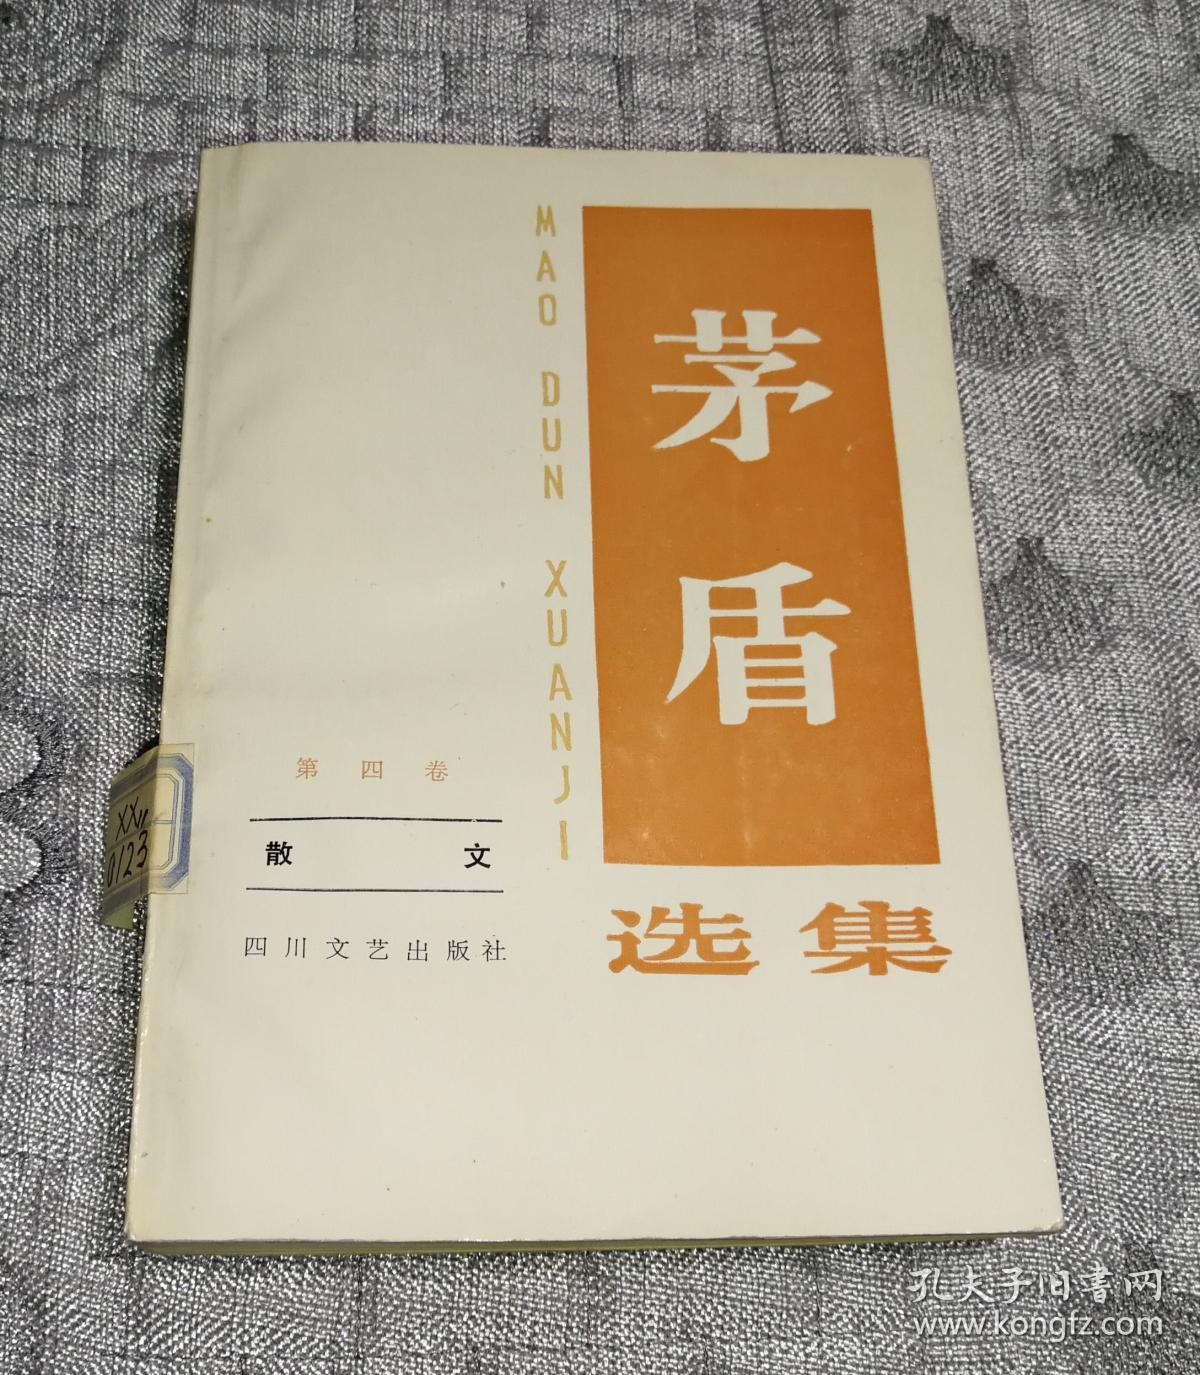 茅盾
选集
MAO DUN XUANJI
第四卷
散文
四川文艺出版社
0123
孔夫子旧书网
www.kongfz.com